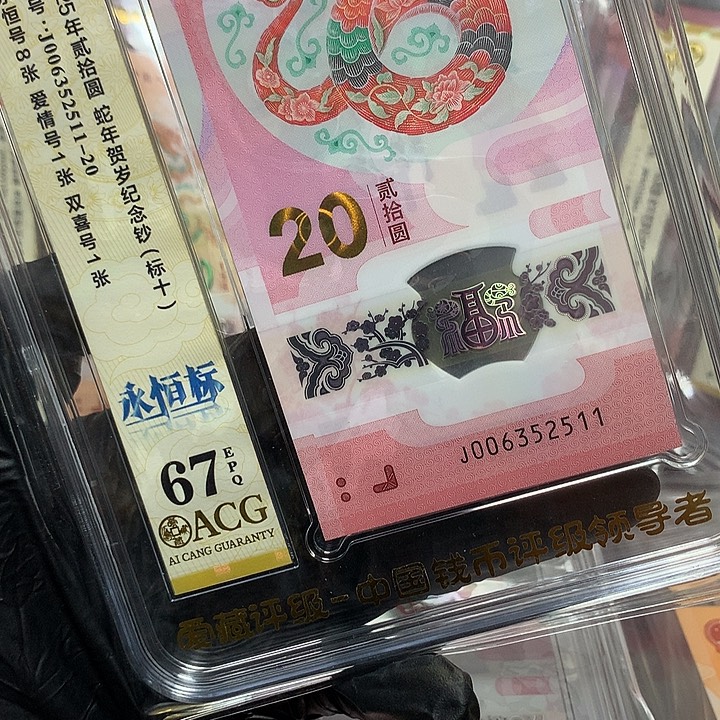 5年贰拾圆 蛇年贺岁纪念钞(标十)
号:J006352511-20
恒号8张 爱情号1张 双喜号1张
永恒标
67
EPQ
ACG
AI CANG GUARANTY
20
贰拾圆
J006352511
藏评级-中国钱币评级领导者